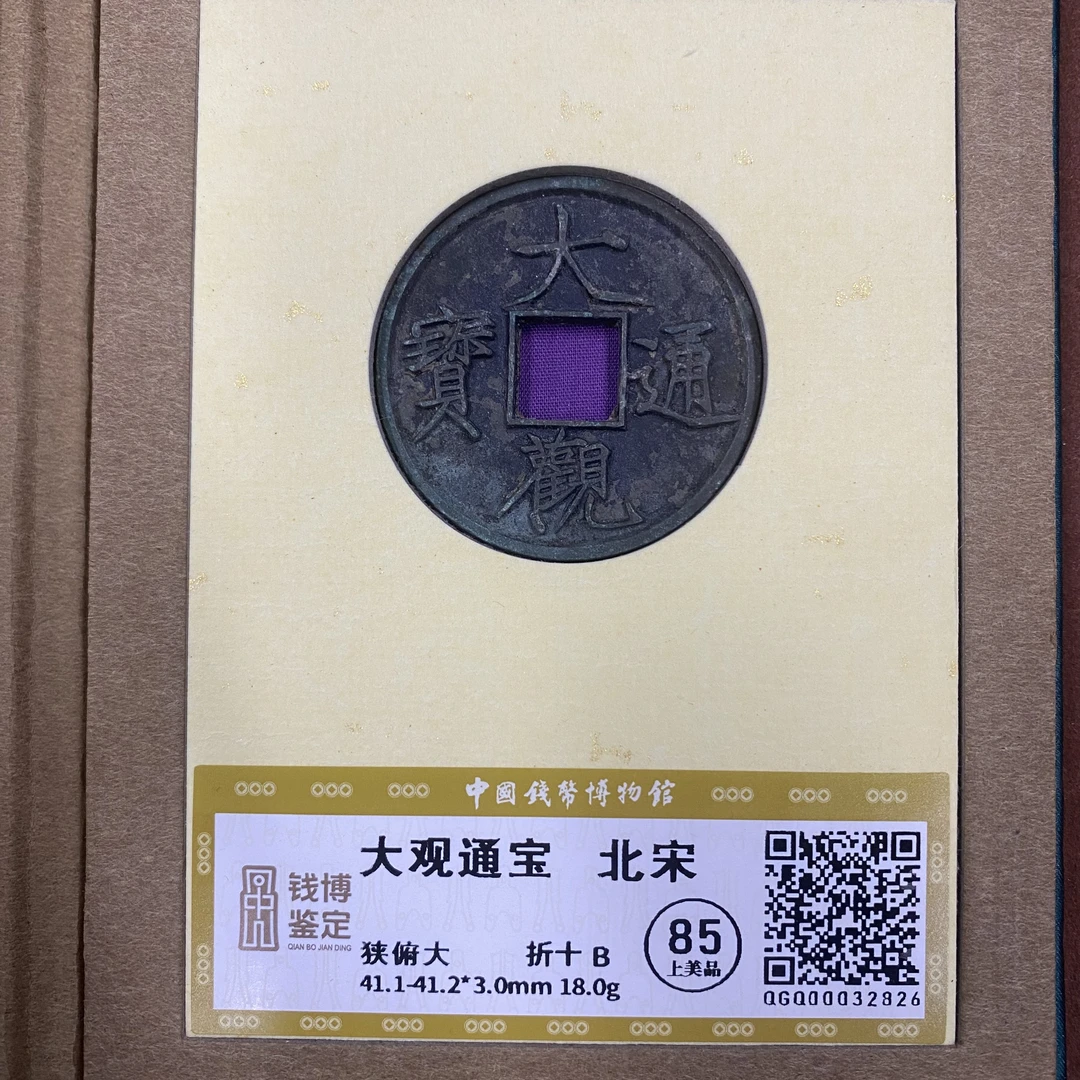 大
通
寶
觀
中國錢幣博物館
大观通宝 北宋
钱博
鉴定
QIAN BO JIAN DING
狭俯大 折十 B
41.1-41.2*3.0mm 18.0g
85
上美品
QGQ00032826